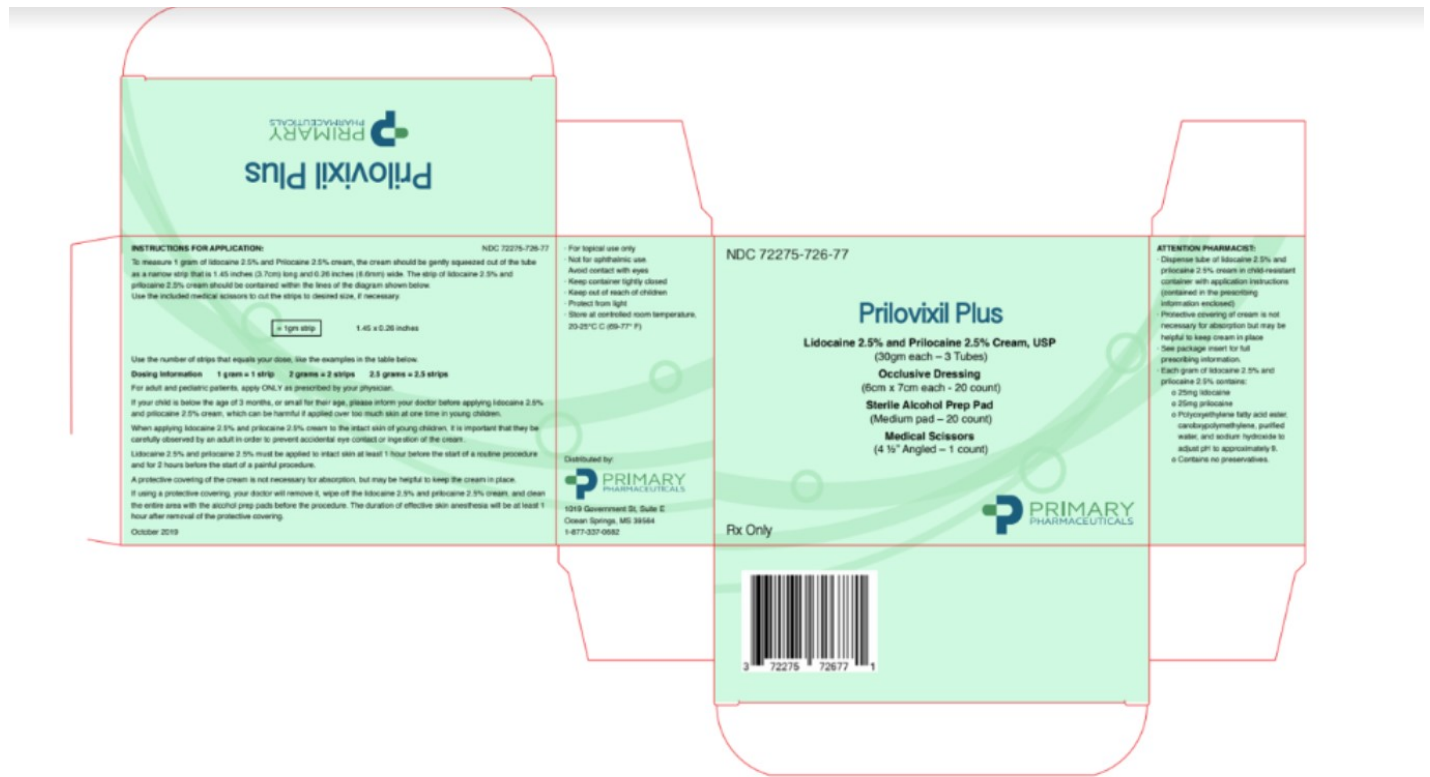 PRIMARY
PHARMACEUTICALS
Prilovixil Plus
INSTRUCTIONS FOR APPLICATION: NDC 72275-726-77
To measure 1 gram of lidocaine 2.5% and Prilocaine 2.5% cream, the cream should be gently squeezed out of the tube
as a narrow strip that is 1.45 inches (3.7cm) long and 0.26 inches (6.6mm) wide. The strip of lidocaine 2.5% and
prilocaine 2.5% cream should be contained within the lines of the diagram shown below.
Use the included medical scissors to cut the strips to desired size, if necessary.
= 1gm strip 1.45 x 0.26 inches
Use the number of strips that equals your dose, like the examples in the table below.
Dosing Information 1 gram = 1 strip 2 grams = 2 strips 2.5 grams = 2.5 strips
For adult and pediatric patients, apply ONLY as prescribed by your physician.
If your child is below the age of 3 months, or small for their age, please inform your doctor before applying lidocaine 2.5%
and prilocaine 2.5% cream, which can be harmful if applied over too much skin at one time in young children.
When applying lidocaine 2.5% and prilocaine 2.5% cream to the intact skin of young children, it is important that they be
carefully observed by an adult in order to prevent accidental eye contact or ingestion of the cream.
Lidocaine 2.5% and prilocaine 2.5% must be applied to intact skin at least 1 hour before the start of a routine procedure
and for 2 hours before the start of a painful procedure.
A protective covering of the cream is not necessary for absorption, but may be helpful to keep the cream in place.
If using a protective covering, your doctor will remove it, wipe off the lidocaine 2.5% and prilocaine 2.5% cream, and clean
the entire area with the alcohol prep pads before the procedure. The duration of effective skin anesthesia will be at least 1
hour after removal of the protective covering.
October 2019
· For topical use only
· Not for ophthalmic use
Avoid contact with eyes
· Keep container tightly closed
· Keep out of reach of children
· Protect from light
· Store at controlled room temperature,
20-25°C C (69-77° F)
Distributed by:
PRIMARY
PHARMACEUTICALS
1019 Government St, Suite E
Ocean Springs, MS 39564
1-877-337-0682
NDC 72275-726-77
Prilovixil Plus
Lidocaine 2.5% and Prilocaine 2.5% Cream, USP
(30gm each – 3 Tubes)
Occlusive Dressing
(6cm x 7cm each - 20 count)
Sterile Alcohol Prep Pad
(Medium pad – 20 count)
Medical Scissors
(4 ½" Angled – 1 count)
PRIMARY
PHARMACEUTICALS
Rx Only
3 72275 72677 1
ATTENTION PHARMACIST:
· Dispense tube of lidocaine 2.5% and
prilocaine 2.5% cream in child-resistant
container with application instructions
(contained in the prescribing
information enclosed)
· Protective covering of cream is not
necessary for absorption but may be
helpful to keep cream in place
· See package insert for full
prescribing information.
· Each gram of lidocaine 2.5% and
prilocaine 2.5% contains:
o 25mg lidocaine
o 25mg prilocaine
o Polyoxyethylene fatty acid ester,
carboxypolymethylene, purified
water, and sodium hydroxide to
adjust pH to approximately 9.
o Contains no preservatives.